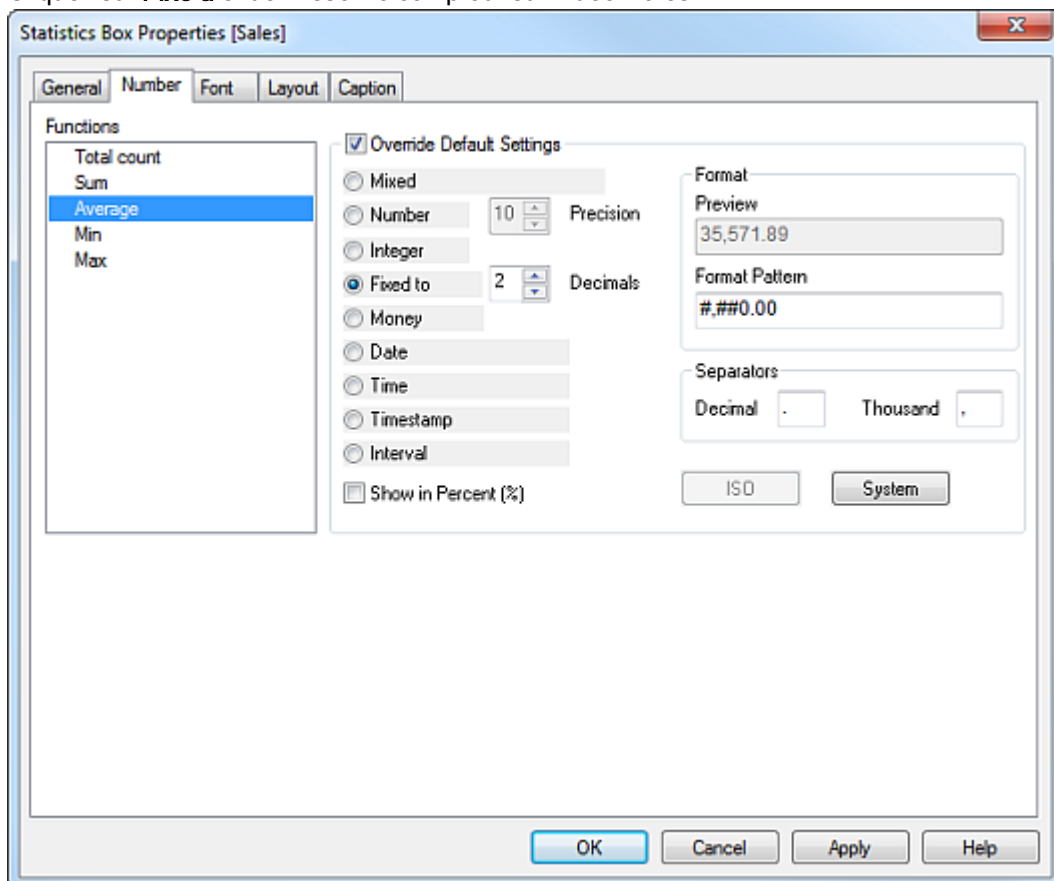 Statistics Box Properties [Sales]
General Number Font Layout Caption
Functions
Total count
Sum
Average
Min
Max
Override Default Settings
Mixed
Number 10 Precision
Integer
Fixed to 2 Decimals
Money
Date
Time
Timestamp
Interval
Show in Percent (%)
Format
Preview
35,571.89
Format Pattern
#,##0.00
Separators
Decimal . Thousand ,
ISO System
OK Cancel Apply Help